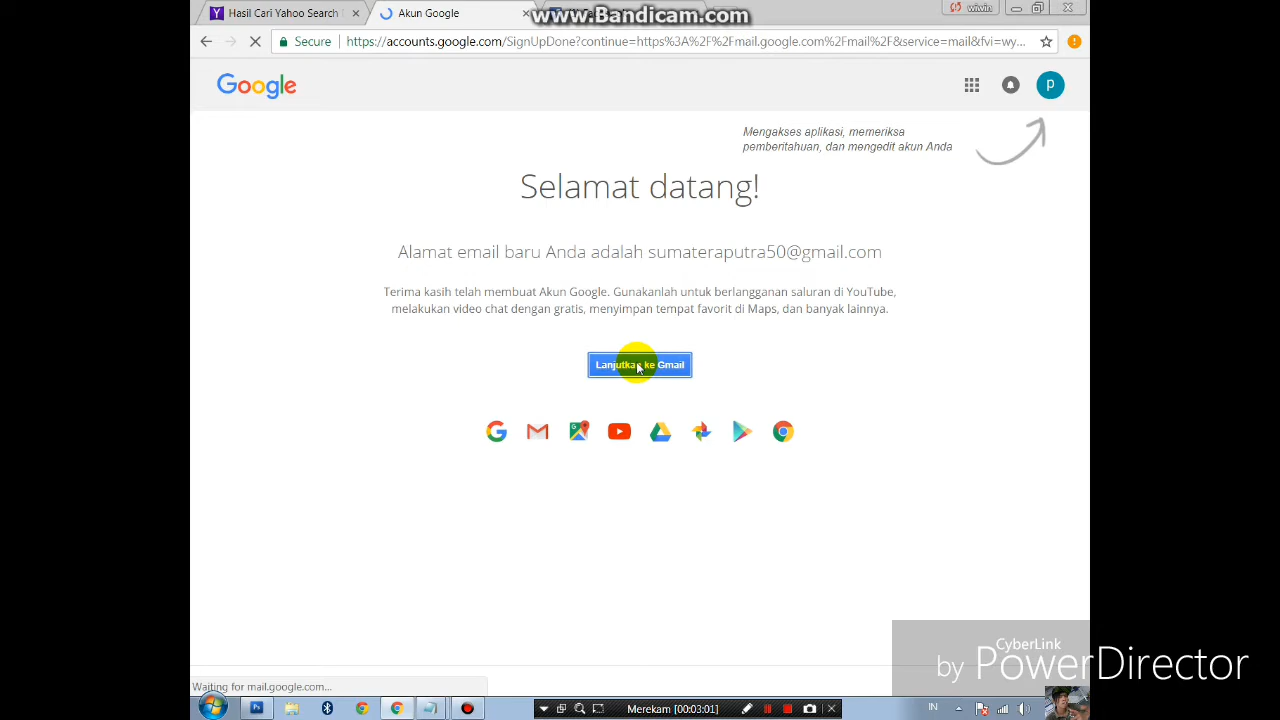 www.Bandicam.com
Hasil Cari Yahoo Search
Akun Google
winwin
Secure
https://accounts.google.com/SignUpDone?continue=https%3A%2F%2Fmail.google.com%2Fmail%2F&service=mail&fvi=wy...
Google
p
Mengakses aplikasi, memeriksa
pemberitahuan, dan mengedit akun Anda
Selamat datang!
Alamat email baru Anda adalah sumateraputra50@gmail.com
Terima kasih telah membuat Akun Google. Gunakanlah untuk berlangganan saluran di YouTube,
melakukan video chat dengan gratis, menyimpan tempat favorit di Maps, dan banyak lainnya.
Lanjutkan ke Gmail
CyberLink
by PowerDirector
Waiting for mail.google.com...
Merekam [00:03:01]
IN